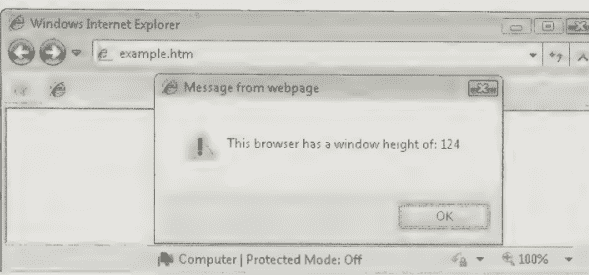 Windows Internet Explorer
example.htm
Message from webpage
This browser has a window height of: 124
OK
Computer | Protected Mode: Off
100%